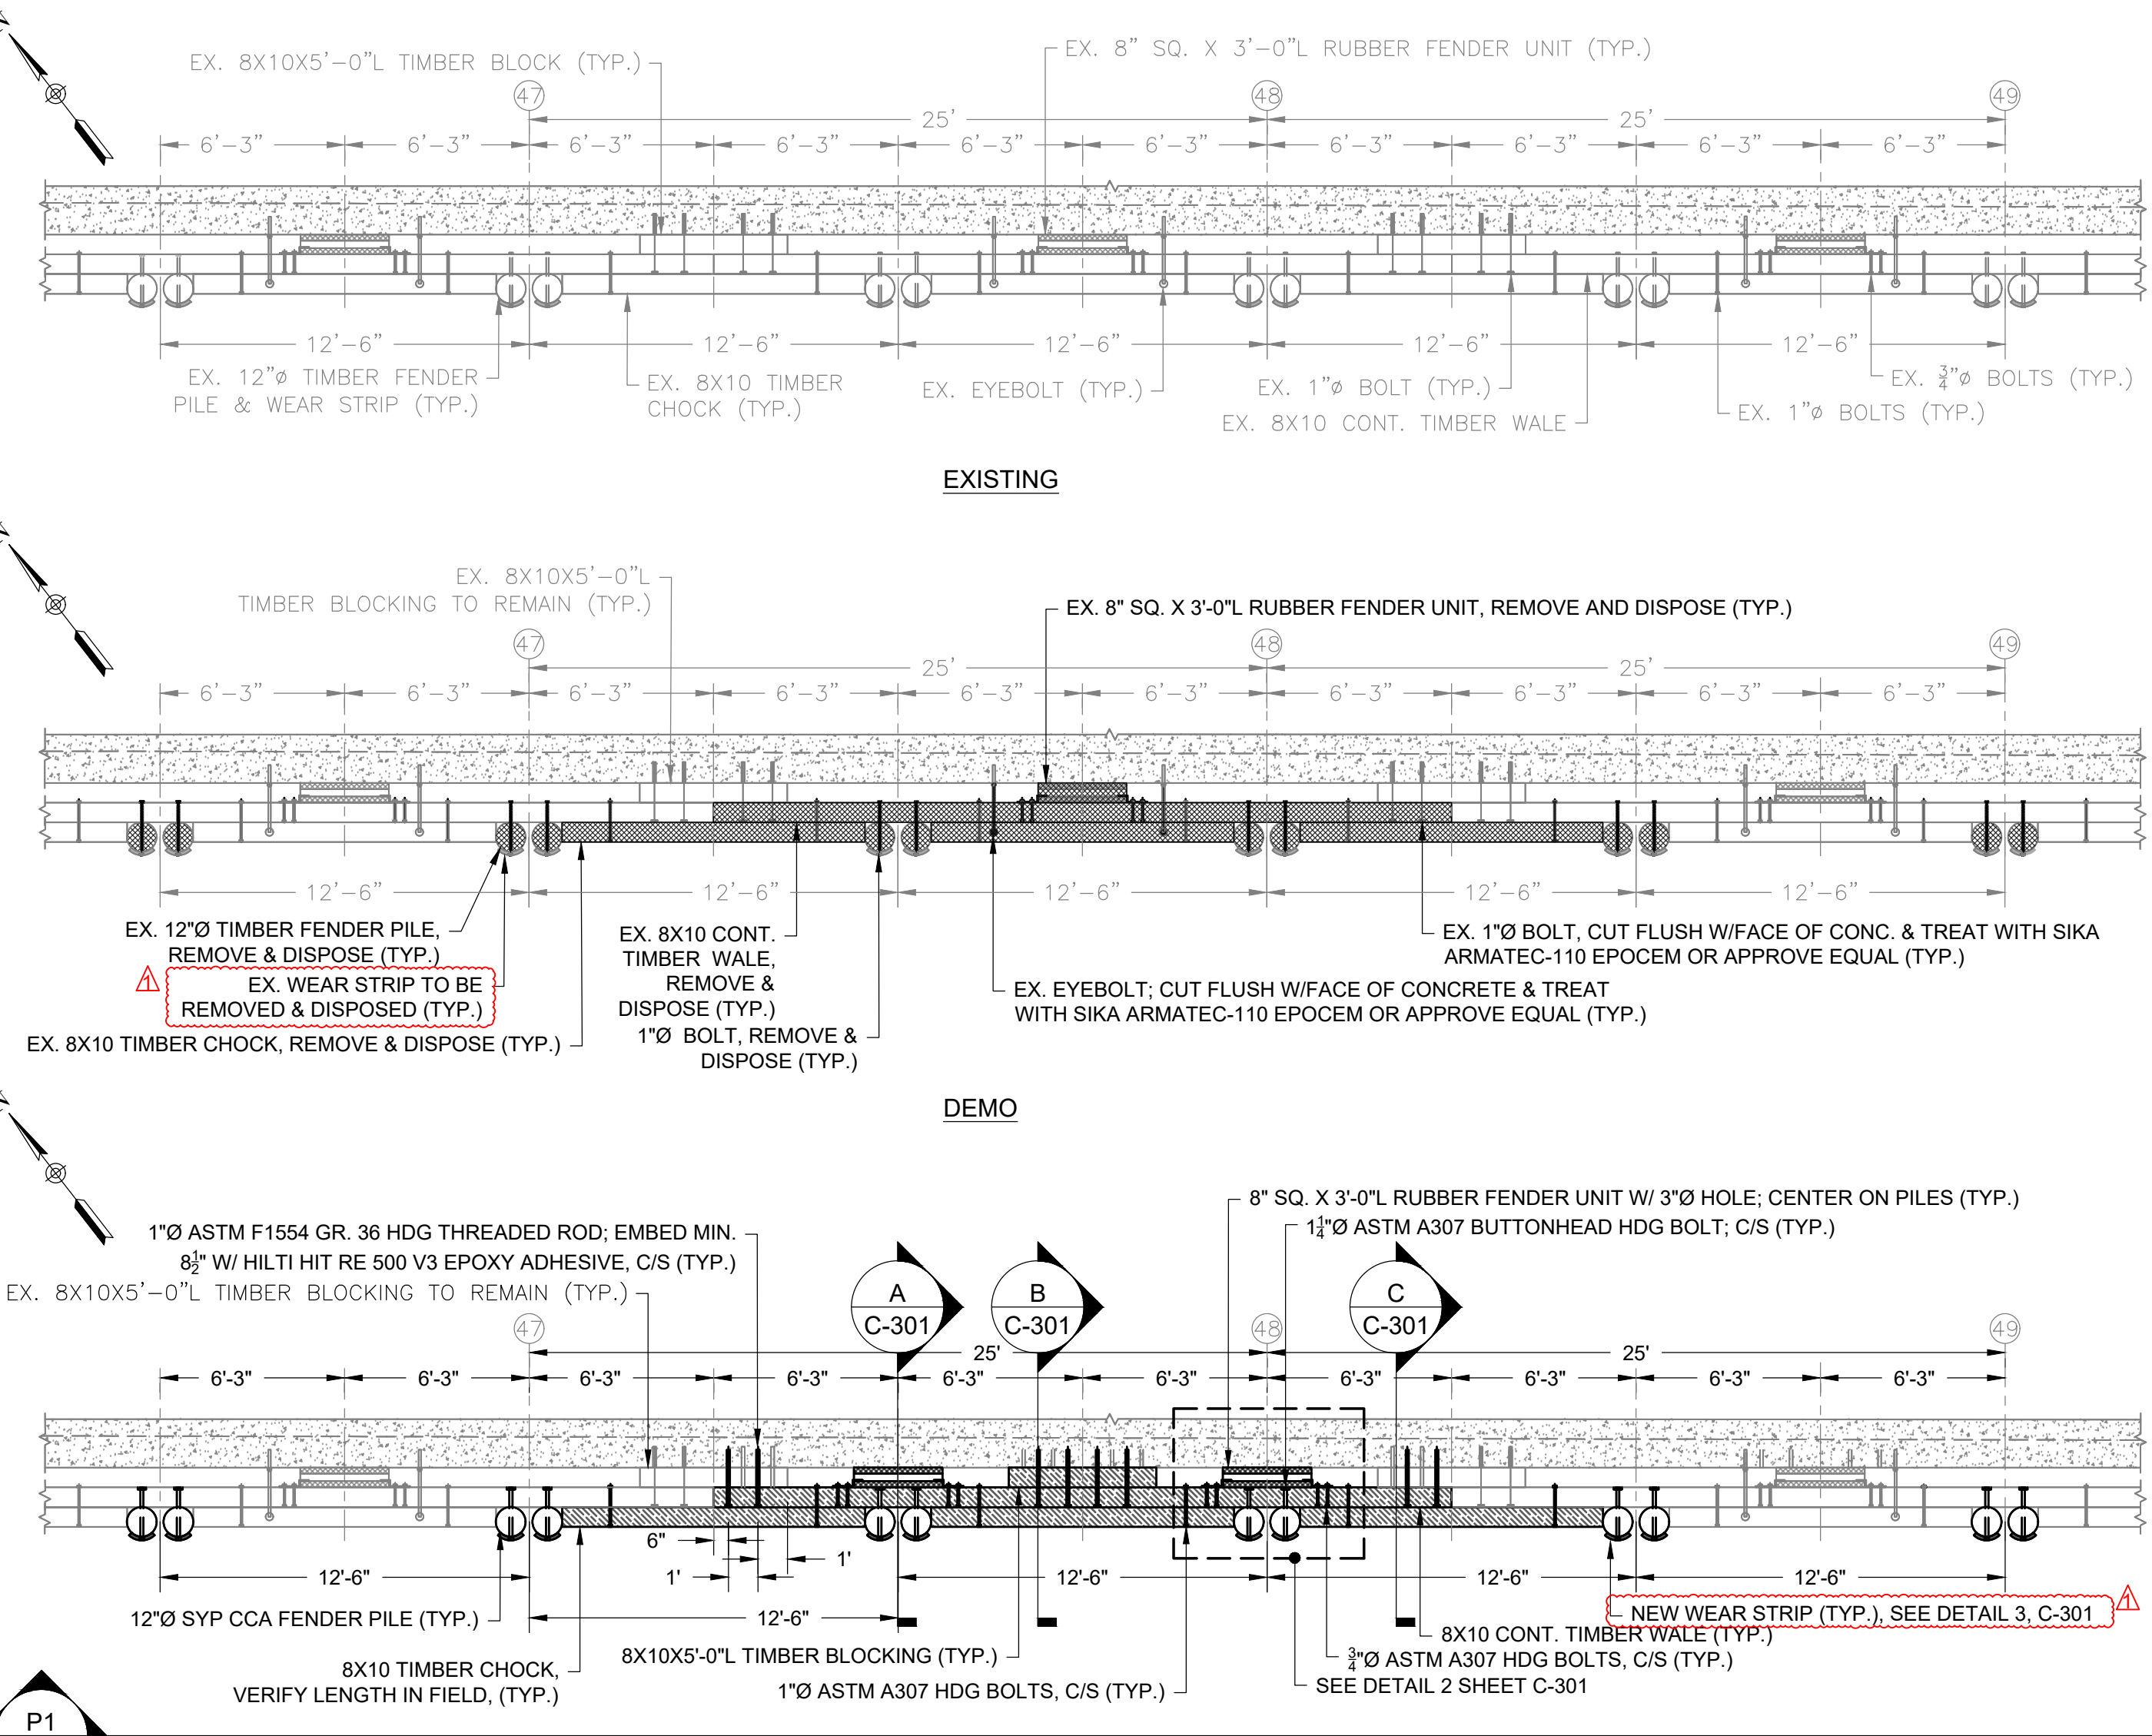 EX. 8X10X5'-0"L TIMBER BLOCK (TYP.)
EX. 8" SQ. X 3'-0"L RUBBER FENDER UNIT (TYP.)
47
48
49
25'
25'
6'-3"
6'-3"
6'-3"
6'-3"
6'-3"
6'-3"
6'-3"
6'-3"
6'-3"
6'-3"
12'-6"
12'-6"
12'-6"
12'-6"
12'-6"
EX. 12"ø TIMBER FENDER
PILE & WEAR STRIP (TYP.)
EX. 8X10 TIMBER
CHOCK (TYP.)
EX. EYEBOLT (TYP.)
EX. 1"ø BOLT (TYP.)
EX. 8X10 CONT. TIMBER WALE
EX. 3/4"ø BOLTS (TYP.)
EX. 1"ø BOLTS (TYP.)
EXISTING
EX. 8X10X5'-0"L
TIMBER BLOCKING TO REMAIN (TYP.)
EX. 8" SQ. X 3'-0"L RUBBER FENDER UNIT, REMOVE AND DISPOSE (TYP.)
47
48
49
25'
25'
6'-3"
6'-3"
6'-3"
6'-3"
6'-3"
6'-3"
6'-3"
6'-3"
6'-3"
6'-3"
12'-6"
12'-6"
12'-6"
12'-6"
12'-6"
EX. 12"Ø TIMBER FENDER PILE,
REMOVE & DISPOSE (TYP.)
1
EX. WEAR STRIP TO BE
REMOVED & DISPOSED (TYP.)
EX. 8X10 TIMBER CHOCK, REMOVE & DISPOSE (TYP.)
EX. 8X10 CONT.
TIMBER WALE,
REMOVE &
DISPOSE (TYP.)
1"Ø BOLT, REMOVE &
DISPOSE (TYP.)
EX. 1"Ø BOLT, CUT FLUSH W/FACE OF CONC. & TREAT WITH SIKA
ARMATEC-110 EPOCEM OR APPROVE EQUAL (TYP.)
EX. EYEBOLT; CUT FLUSH W/FACE OF CONCRETE & TREAT
WITH SIKA ARMATEC-110 EPOCEM OR APPROVE EQUAL (TYP.)
DEMO
1"Ø ASTM F1554 GR. 36 HDG THREADED ROD; EMBED MIN.
8 1/2" W/ HILTI HIT RE 500 V3 EPOXY ADHESIVE, C/S (TYP.)
EX. 8X10X5'-0"L TIMBER BLOCKING TO REMAIN (TYP.)
8" SQ. X 3'-0"L RUBBER FENDER UNIT W/ 3"Ø HOLE; CENTER ON PILES (TYP.)
1 1/4"Ø ASTM A307 BUTTONHEAD HDG BOLT; C/S (TYP.)
A
C-301
B
C-301
C
C-301
47
48
49
25'
25'
6'-3"
6'-3"
6'-3"
6'-3"
6'-3"
6'-3"
6'-3"
6'-3"
6'-3"
6'-3"
6"
1'
1'
12'-6"
12'-6"
12'-6"
12'-6"
12'-6"
12"Ø SYP CCA FENDER PILE (TYP.)
NEW WEAR STRIP (TYP.), SEE DETAIL 3, C-301
1
8X10 CONT. TIMBER WALE (TYP.)
8X10X5'-0"L TIMBER BLOCKING (TYP.)
3/4"Ø ASTM A307 HDG BOLTS, C/S (TYP.)
8X10 TIMBER CHOCK,
VERIFY LENGTH IN FIELD, (TYP.)
1"Ø ASTM A307 HDG BOLTS, C/S (TYP.)
SEE DETAIL 2 SHEET C-301
P1